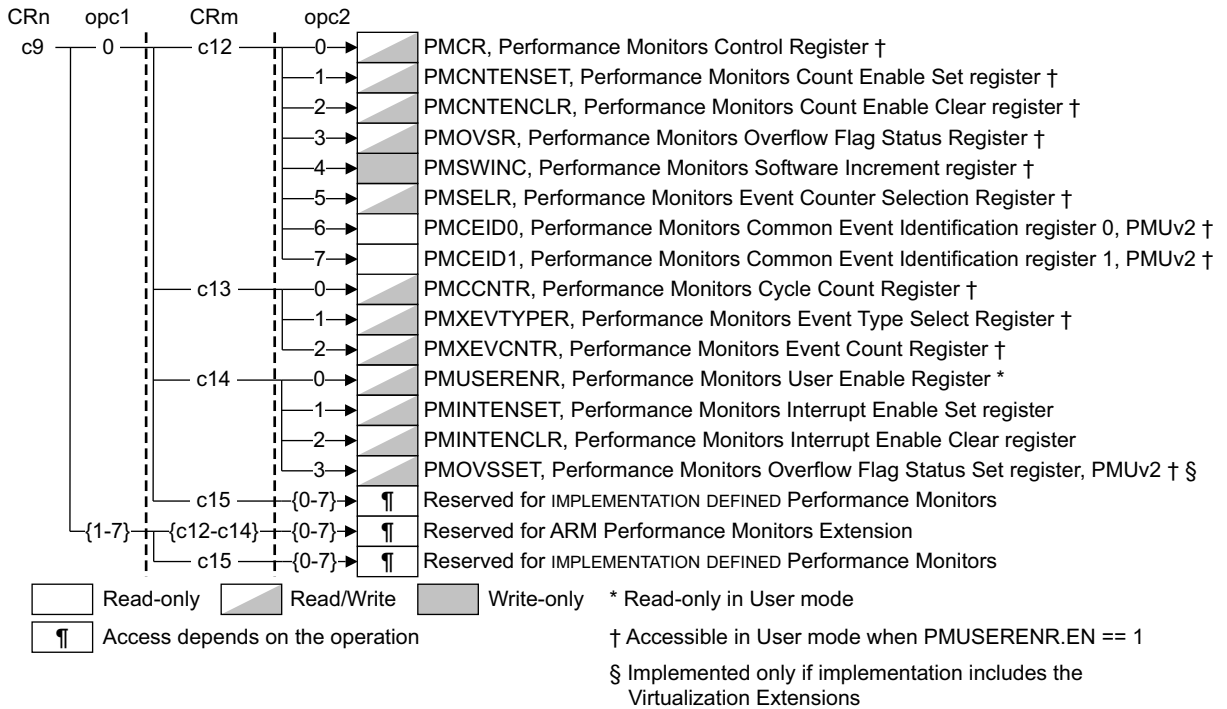 CRn opc1 CRm opc2
c9 0 c12 0 PMCR, Performance Monitors Control Register †
1 PMCNTENSET, Performance Monitors Count Enable Set register †
2 PMCNTENCLR, Performance Monitors Count Enable Clear register †
3 PMOVSR, Performance Monitors Overflow Flag Status Register †
4 PMSWINC, Performance Monitors Software Increment register †
5 PMSELR, Performance Monitors Event Counter Selection Register †
6 PMCEID0, Performance Monitors Common Event Identification register 0, PMUv2 †
7 PMCEID1, Performance Monitors Common Event Identification register 1, PMUv2 †
c13 0 PMCCNTR, Performance Monitors Cycle Count Register †
1 PMXEVTYPER, Performance Monitors Event Type Select Register †
2 PMXEVCNTR, Performance Monitors Event Count Register †
c14 0 PMUSERENR, Performance Monitors User Enable Register *
1 PMINTENSET, Performance Monitors Interrupt Enable Set register
2 PMINTENCLR, Performance Monitors Interrupt Enable Clear register
3 PMOVSSET, Performance Monitors Overflow Flag Status Set register, PMUv2 † §
c15 {0-7} ¶ Reserved for IMPLEMENTATION DEFINED Performance Monitors
{1-7} {c12-c14} {0-7} ¶ Reserved for ARM Performance Monitors Extension
c15 {0-7} ¶ Reserved for IMPLEMENTATION DEFINED Performance Monitors
Read-only Read/Write Write-only * Read-only in User mode
¶ Access depends on the operation † Accessible in User mode when PMUSERENR.EN == 1
§ Implemented only if implementation includes the
Virtualization Extensions